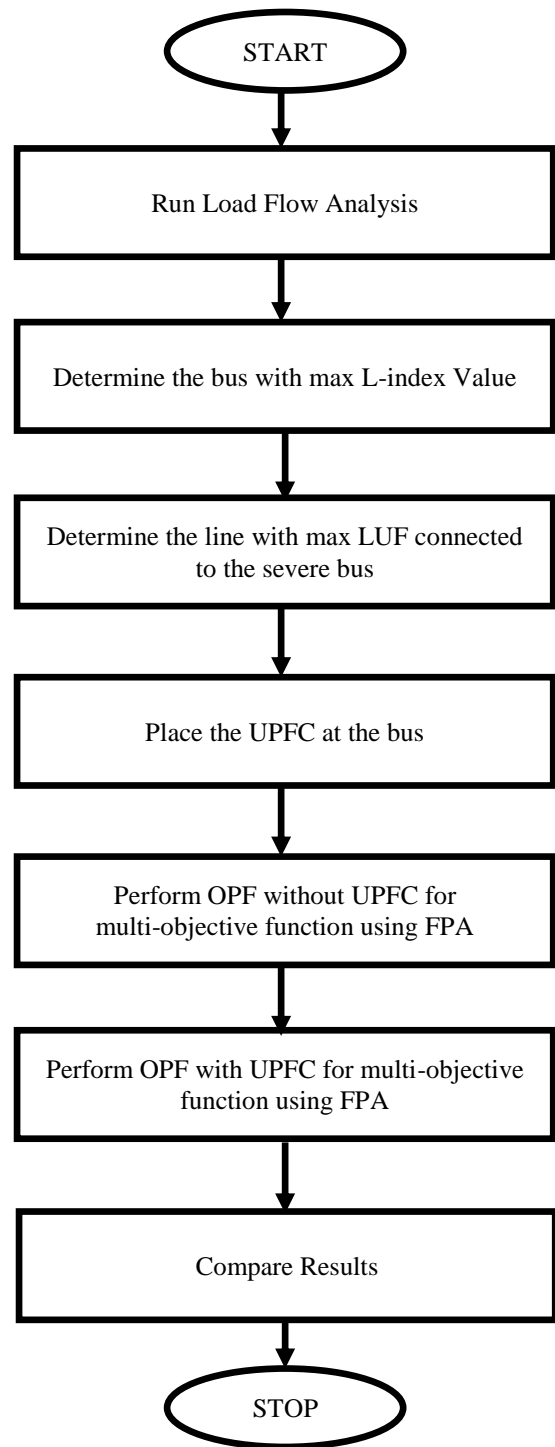 START
Run Load Flow Analysis
Determine the bus with max L-index Value
Determine the line with max LUF connected
to the severe bus
Place the UPFC at the bus
Perform OPF without UPFC for
multi-objective function using FPA
Perform OPF with UPFC for multi-objective
function using FPA
Compare Results
STOP